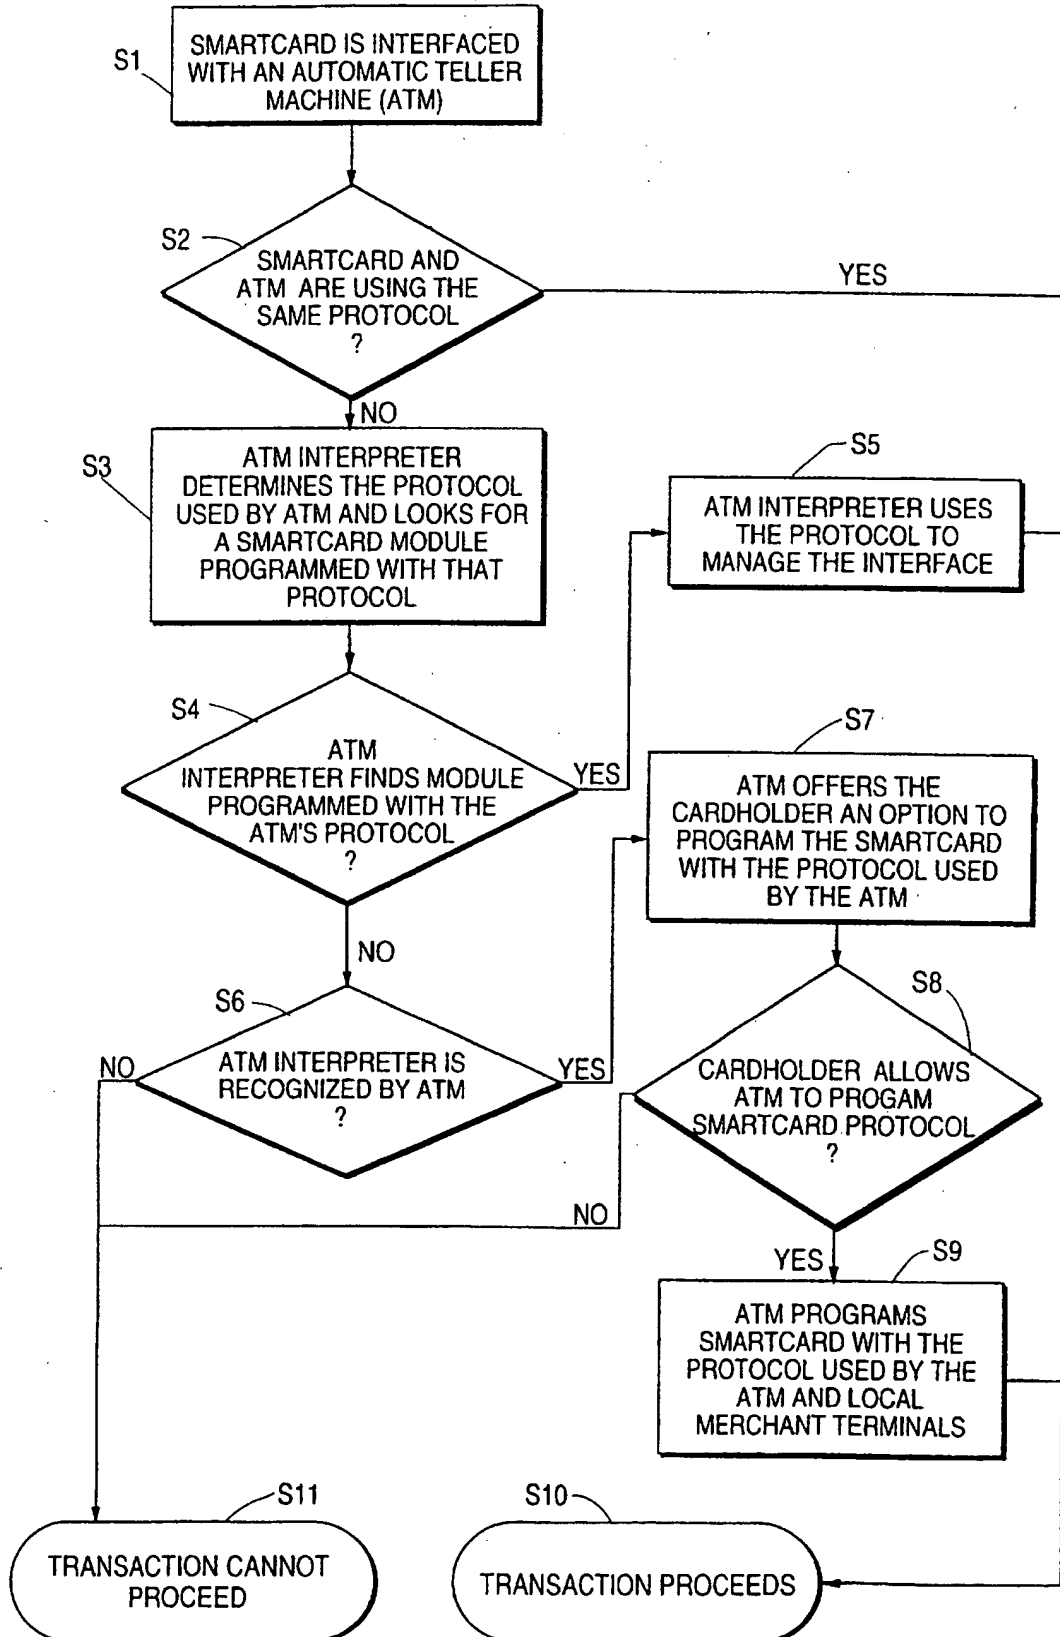 S1
SMARTCARD IS INTERFACED
WITH AN AUTOMATIC TELLER
MACHINE (ATM)
S2
SMARTCARD AND
ATM ARE USING THE
SAME PROTOCOL
?
YES
NO
S3
ATM INTERPRETER
DETERMINES THE PROTOCOL
USED BY ATM AND LOOKS FOR
A SMARTCARD MODULE
PROGRAMMED WITH THAT
PROTOCOL
S5
ATM INTERPRETER USES
THE PROTOCOL TO
MANAGE THE INTERFACE
S4
ATM
INTERPRETER FINDS MODULE
PROGRAMMED WITH THE
ATM'S PROTOCOL
?
YES
NO
S7
ATM OFFERS THE
CARDHOLDER AN OPTION TO
PROGRAM THE SMARTCARD
WITH THE PROTOCOL USED
BY THE ATM
S6
ATM INTERPRETER IS
RECOGNIZED BY ATM
?
NO
YES
S8
CARDHOLDER ALLOWS
ATM TO PROGAM
SMARTCARD PROTOCOL
?
NO
YES
S9
ATM PROGRAMS
SMARTCARD WITH THE
PROTOCOL USED BY THE
ATM AND LOCAL
MERCHANT TERMINALS
S11
TRANSACTION CANNOT
PROCEED
S10
TRANSACTION PROCEEDS